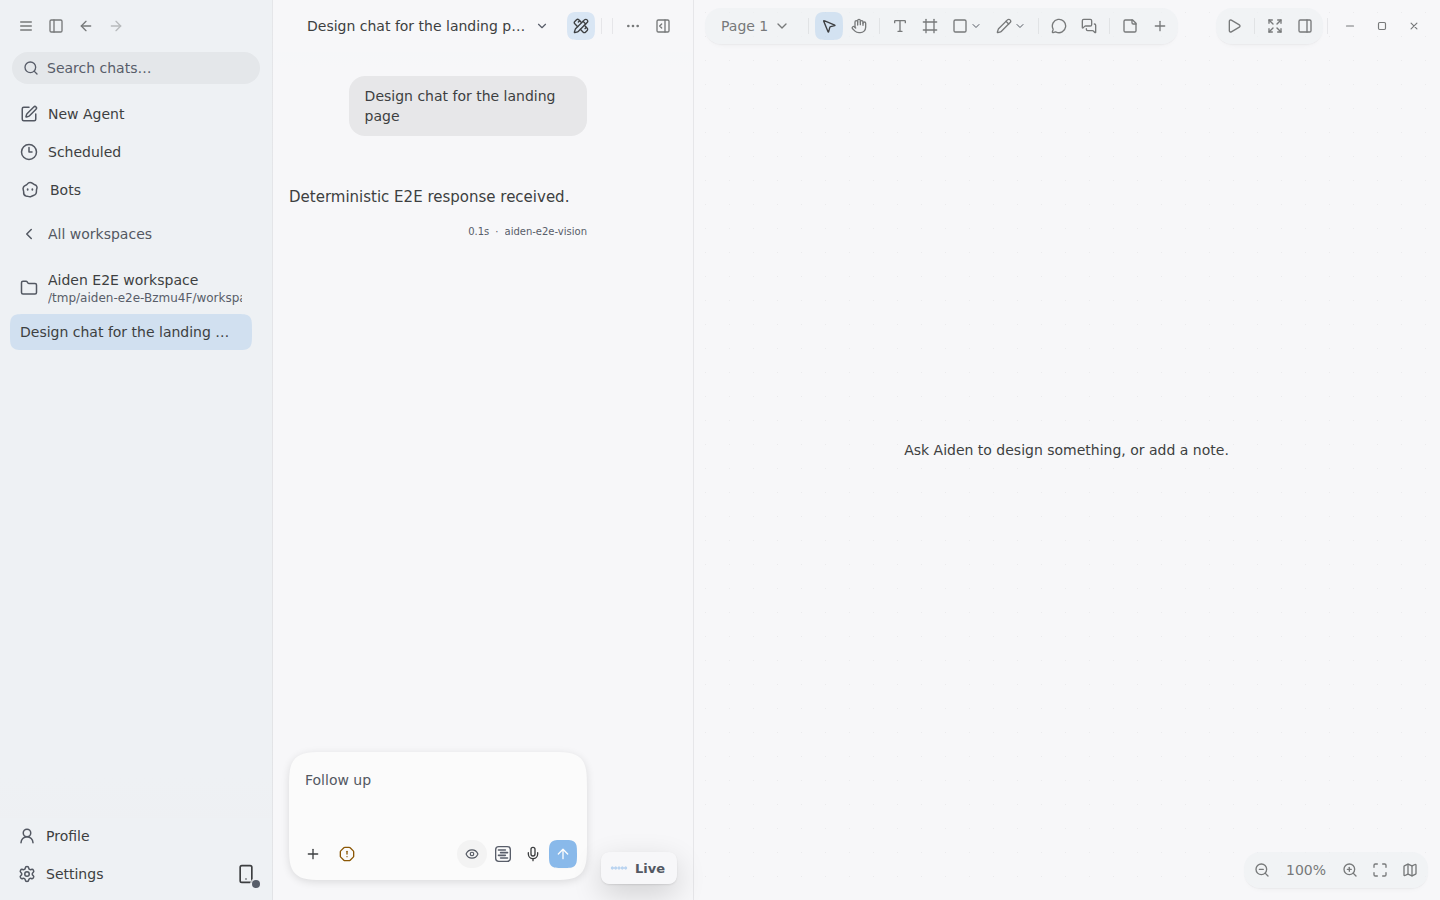 Design chat for the landing p...
Page 1
Search chats...
Design chat for the landing
page
New Agent
Scheduled
Bots
Deterministic E2E response received.
0.1s · aiden-e2e-vision
All workspaces
Aiden E2E workspace
/tmp/aiden-e2e-Bzmu4F/workspa
Design chat for the landing ...
Ask Aiden to design something, or add a note.
Follow up
Profile
Settings
Live
100%